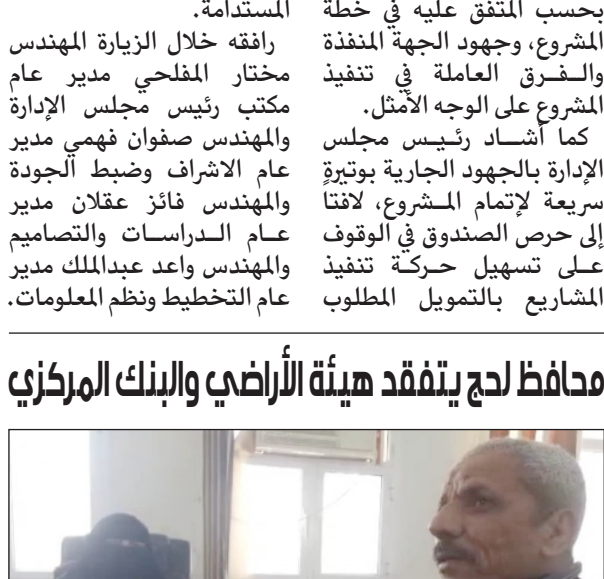 بحسب المتفق عليه في خطة
المشروع، وجهود الجهة المنفذة
والفرق العاملة في تنفيذ
المشروع على الوجه الأمثل.
كما أشاد رئيس مجلس
الإدارة بالجهود الجارية بوتيرةٍ
سريعة لإتمام المشروع، لافتاً
إلى حرص الصندوق في الوقوف
على تسهيل حركة تنفيذ
المشاريع بالتمويل المطلوب
المستدامة.
رافقه خلال الزيارة المهندس
مختار المفلحي مدير عام
مكتب رئيس مجلس الإدارة
والمهندس صفوان فهمي مدير
عام الاشراف وضبط الجودة
والمهندس فائز عقلان مدير
عام الدراسات والتصاميم
والمهندس واعد عبدالملك مدير
عام التخطيط ونظم المعلومات.
محافظ لحج يتفقد هيئة الأراضي والبنك المركزي